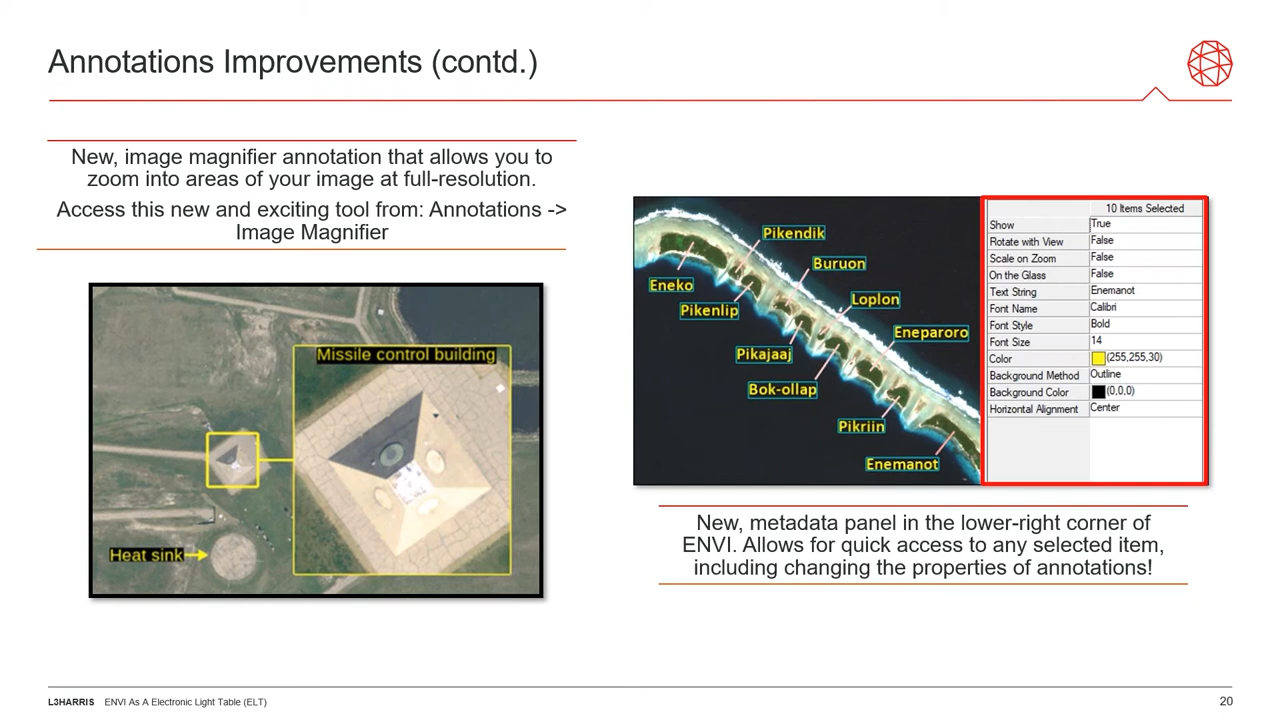 Annotations Improvements (contd.)
New, image magnifier annotation that allows you to
zoom into areas of your image at full-resolution.
Access this new and exciting tool from: Annotations ->
Image Magnifier
Missile control building
Heat sink
Pikendik
Buruon
Eneko
Loplon
Pikenlip
Eneparoro
Pikajaaj
Bok-ollap
Pikriin
Enemanot
10 Items Selected
Show True
Rotate with View False
Scale on Zoom False
On the Glass False
Text String Enemanot
Font Name Calibri
Font Style Bold
Font Size 14
Color (255,255,30)
Background Method Outline
Background Color (0,0,0)
Horizontal Alignment Center
New, metadata panel in the lower-right corner of
ENVI. Allows for quick access to any selected item,
including changing the properties of annotations!
L3HARRIS ENVI As A Electronic Light Table (ELT) 20